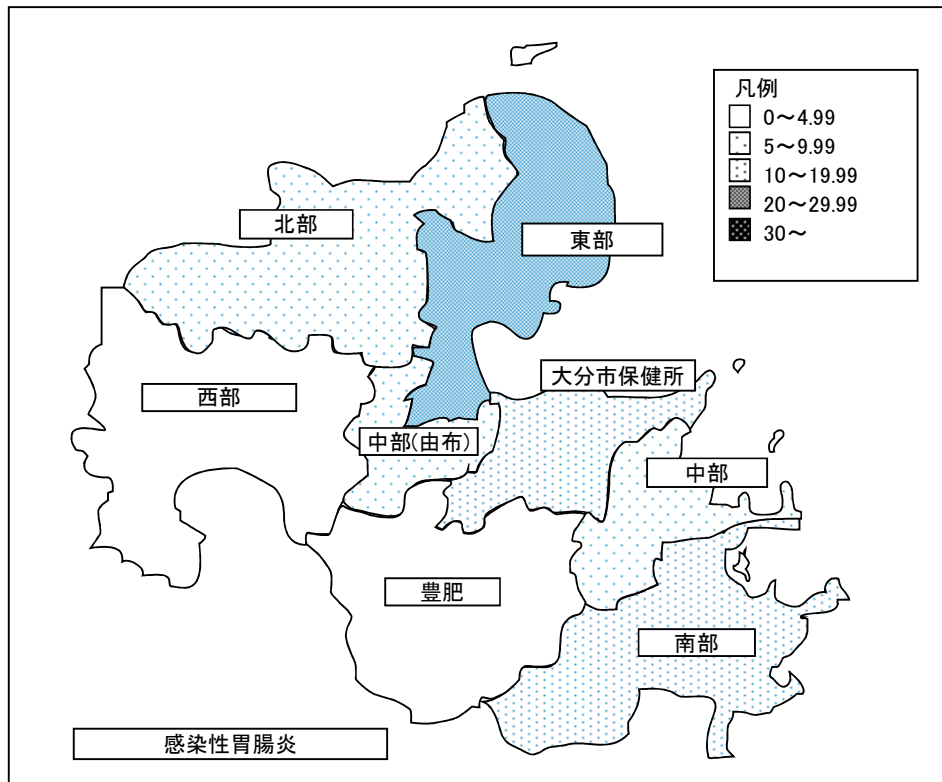 凡例
0～4.99
5～9.99
10～19.99
20～29.99
30～
北部
東部
西部
大分市保健所
中部(由布)
中部
豊肥
南部
感染性胃腸炎